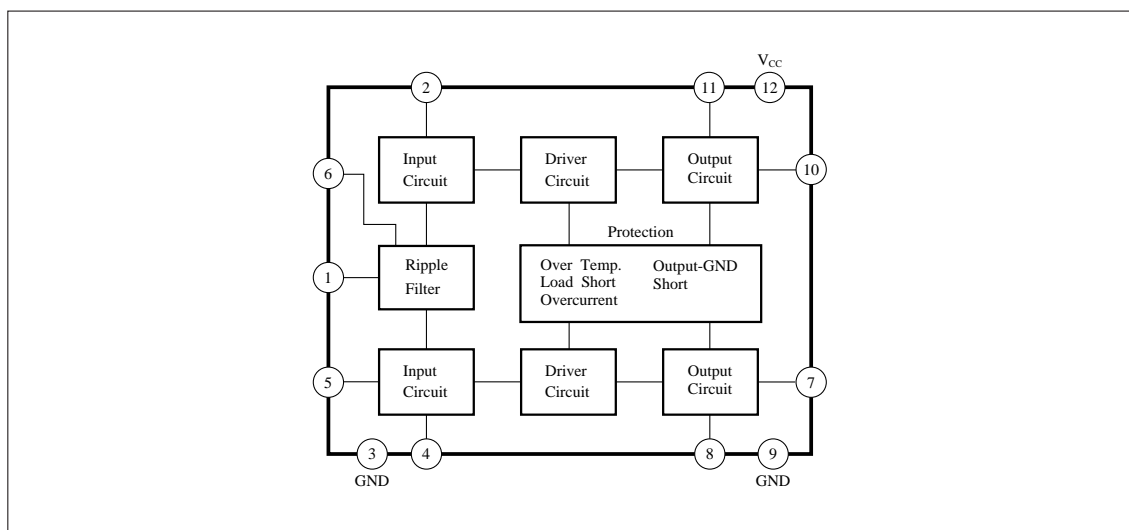 V_CC
2
11
12
Input
Circuit
Driver
Circuit
Output
Circuit
6
10
Protection
1
Ripple
Filter
Over Temp.
Load Short
Overcurrent
Output-GND
Short
5
Input
Circuit
Driver
Circuit
Output
Circuit
7
3
4
8
9
GND
GND